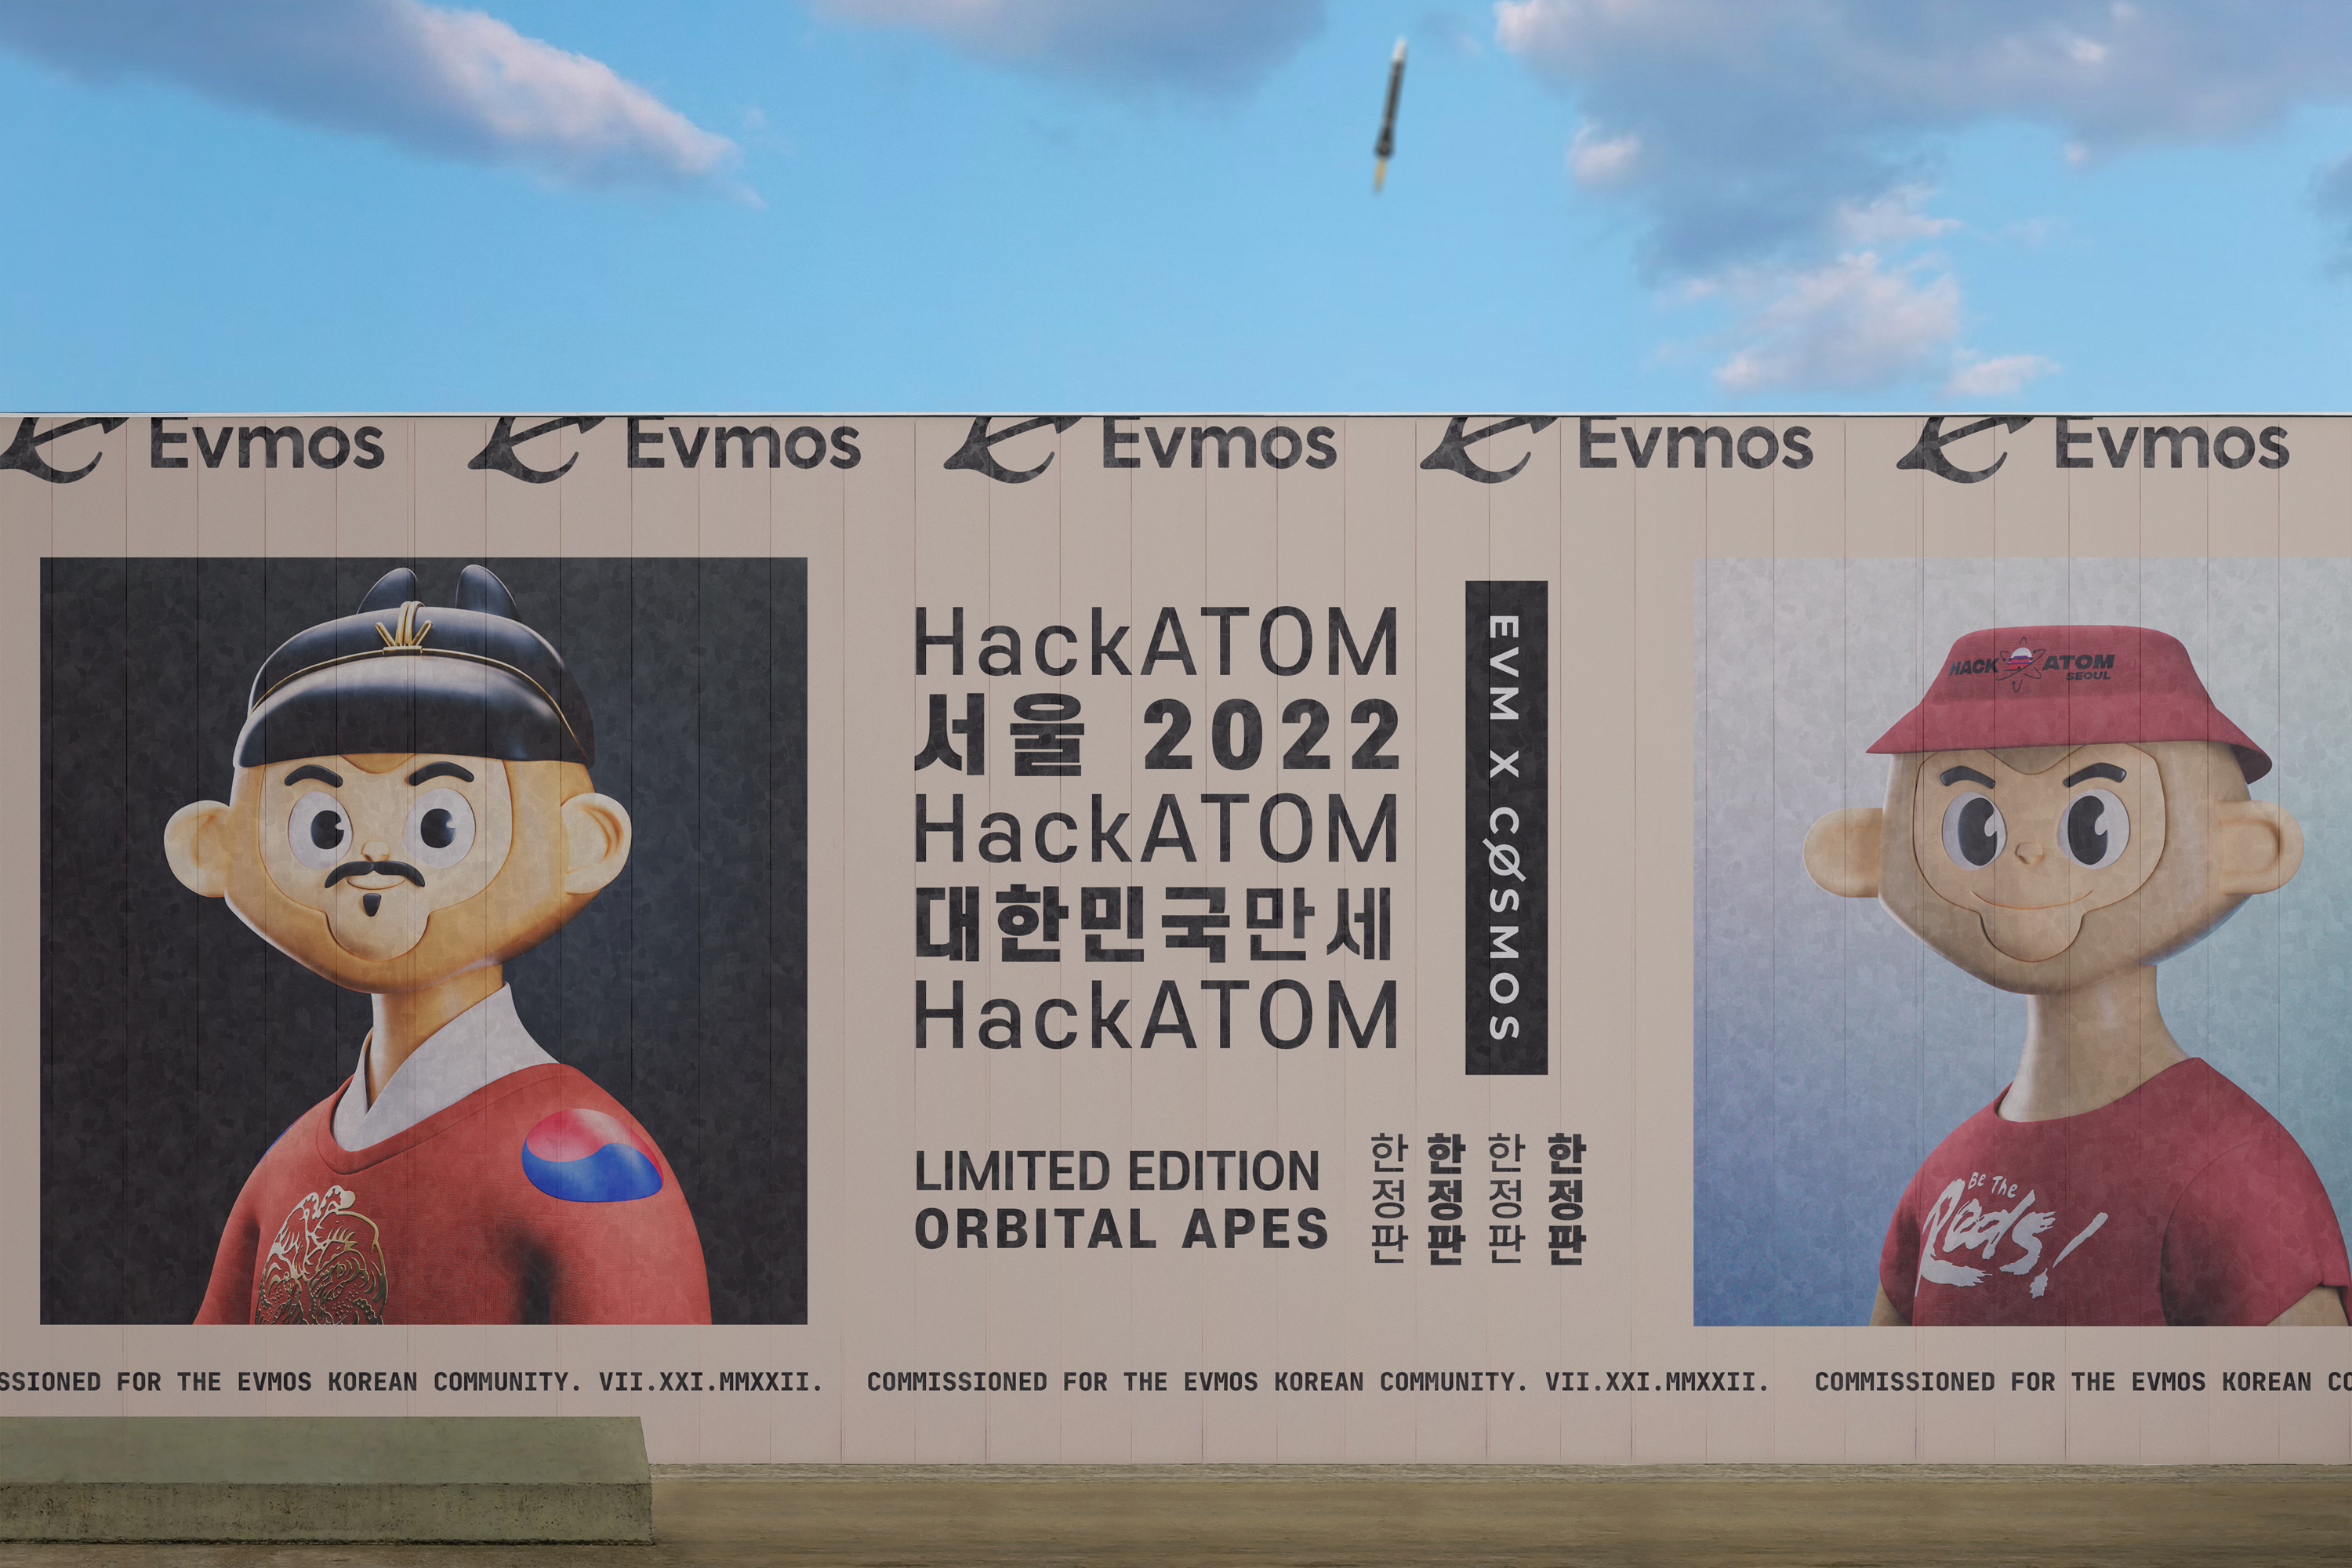 Evmos Evmos Evmos Evmos Evmos
HackATOM
서울 2022
HackATOM
대한민국만세
HackATOM
EVM X CØSMOS
LIMITED EDITION
ORBITAL APES
한정판
한정판
한정판
한정판
HACK ATOM
SEOUL
Be The
Reds!
SSIONED FOR THE EVMOS KOREAN COMMUNITY. VII.XXI.MMXXII. COMMISSIONED FOR THE EVMOS KOREAN COMMUNITY. VII.XXI.MMXXII. COMMISSIONED FOR THE EVMOS KOREAN CO